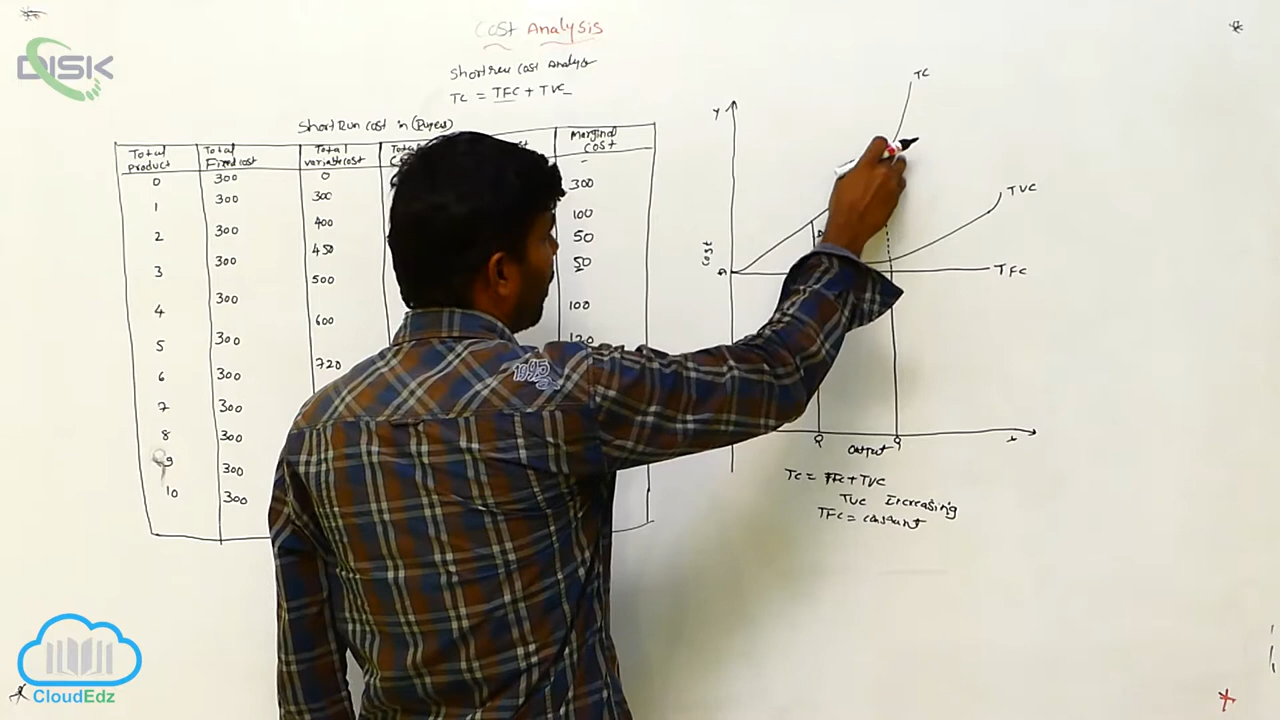 DISK
Cost Analysis
Short run Cost Analys
TC = TFC + TVC
Short Run cost in (Rupees)
Total product Total Fixed cost Total variable cost Total Marginal cost
0 300 0 -
1 300 300 300
2 300 400 100
3 300 450 50
4 300 500 50
5 300 600 100
6 300 720 120
7 300
8 300
9 300
10 300
Y
TC
TVC
TFC
Cost
Q Output Q x
TC = TFC + TVC
TVC Increasing
TFC = constant
1995
CloudEdz